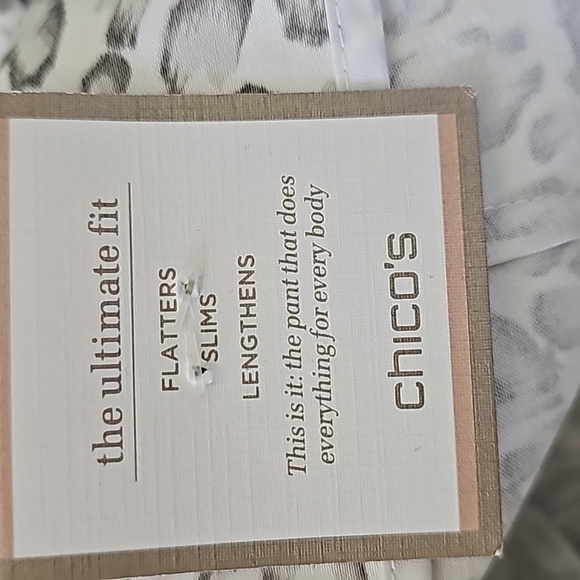 the ultimate fit
FLATTERS
SLIMS
LENGTHENS
This is it: the pant that does
everything for every body
chico's